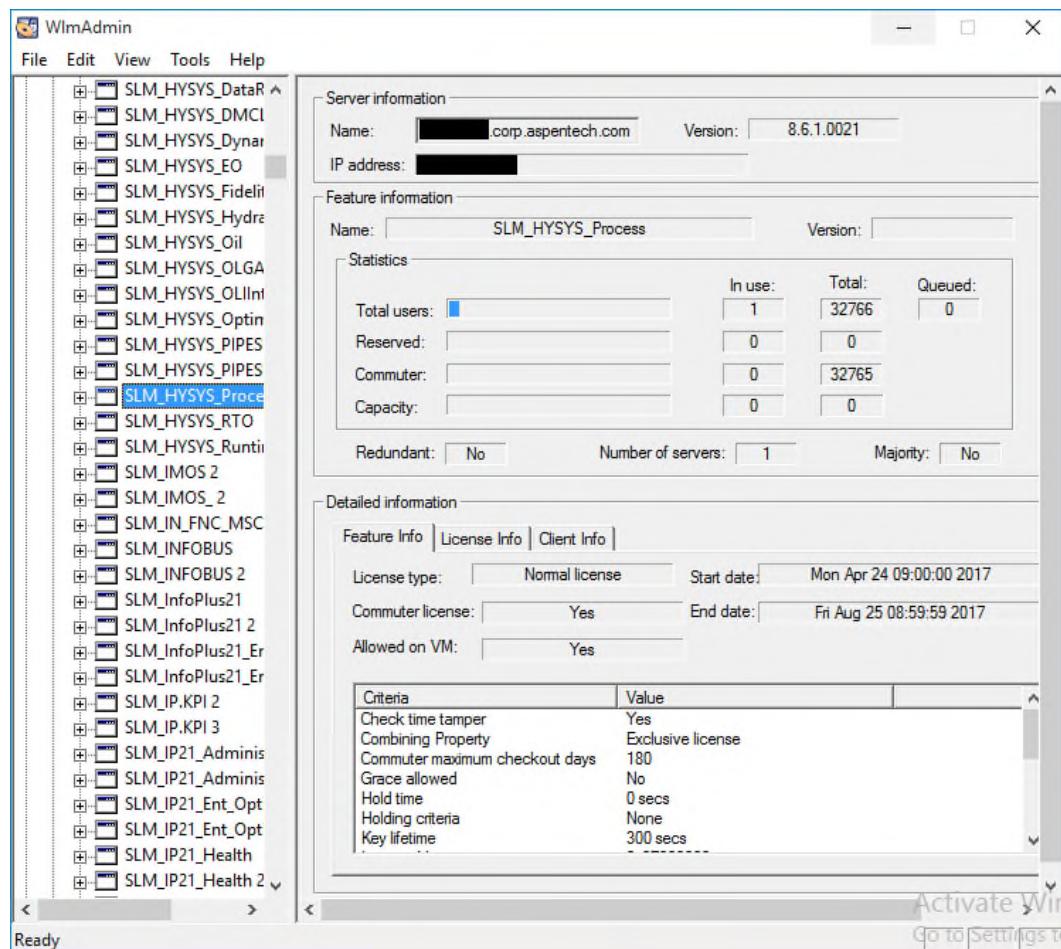 WlmAdmin
File Edit View Tools Help
SLM_HYSYS_DataR
SLM_HYSYS_DMCL
SLM_HYSYS_Dynar
SLM_HYSYS_EO
SLM_HYSYS_Fidelit
SLM_HYSYS_Hydra
SLM_HYSYS_Oil
SLM_HYSYS_OLGA
SLM_HYSYS_OLIInt
SLM_HYSYS_Optim
SLM_HYSYS_PIPES
SLM_HYSYS_PIPES
SLM_HYSYS_Proce
SLM_HYSYS_RTO
SLM_HYSYS_Runtii
SLM_IMOS 2
SLM_IMOS_ 2
SLM_IN_FNC_MSC
SLM_INFOBUS
SLM_INFOBUS 2
SLM_InfoPlus21
SLM_InfoPlus21 2
SLM_InfoPlus21_Er
SLM_InfoPlus21_Er
SLM_IP.KPI 2
SLM_IP.KPI 3
SLM_IP21_Adminis
SLM_IP21_Adminis
SLM_IP21_Ent_Opt
SLM_IP21_Ent_Opt
SLM_IP21_Health
SLM_IP21_Health 2
Server information
Name: .corp.aspentech.com Version: 8.6.1.0021
IP address:
Feature information
Name: SLM_HYSYS_Process Version:
Statistics
In use: Total: Queued:
Total users: 1 32766 0
Reserved: 0 0
Commuter: 0 32765
Capacity: 0 0
Redundant: No Number of servers: 1 Majority: No
Detailed information
Feature Info License Info Client Info
License type: Normal license Start date: Mon Apr 24 09:00:00 2017
Commuter license: Yes End date: Fri Aug 25 08:59:59 2017
Allowed on VM: Yes
Criteria Value
Check time tamper Yes
Combining Property Exclusive license
Commuter maximum checkout days 180
Grace allowed No
Hold time 0 secs
Holding criteria None
Key lifetime 300 secs
Activate Win
Go to Settings t
Ready